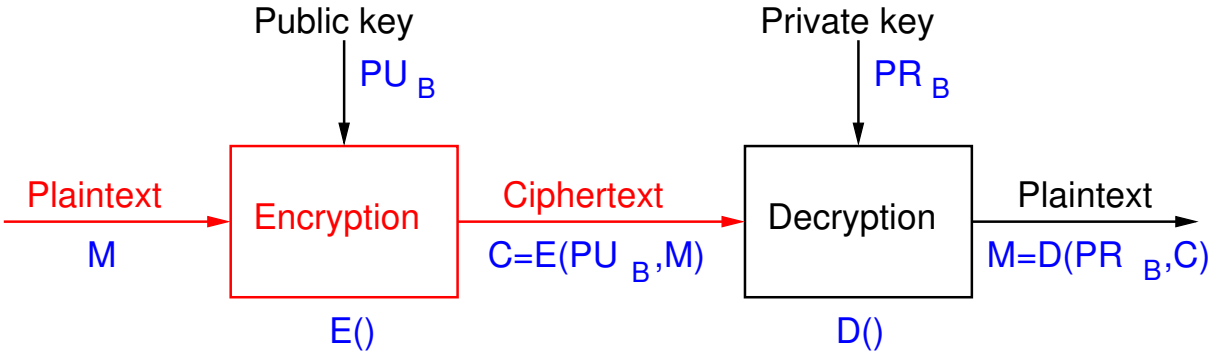 Public key
Private key
PU B
PR B
Plaintext
Encryption
Ciphertext
Decryption
Plaintext
M
C=E(PU B,M)
M=D(PR B,C)
E()
D()